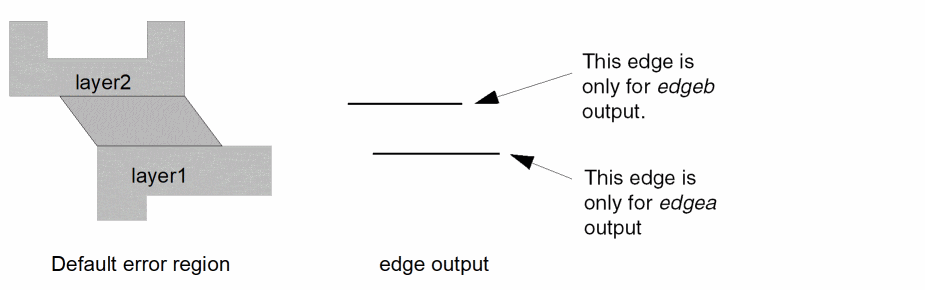 layer2
layer1
Default error region
This edge is
only for edgeb
output.
This edge is
only for edgea
output
edge output